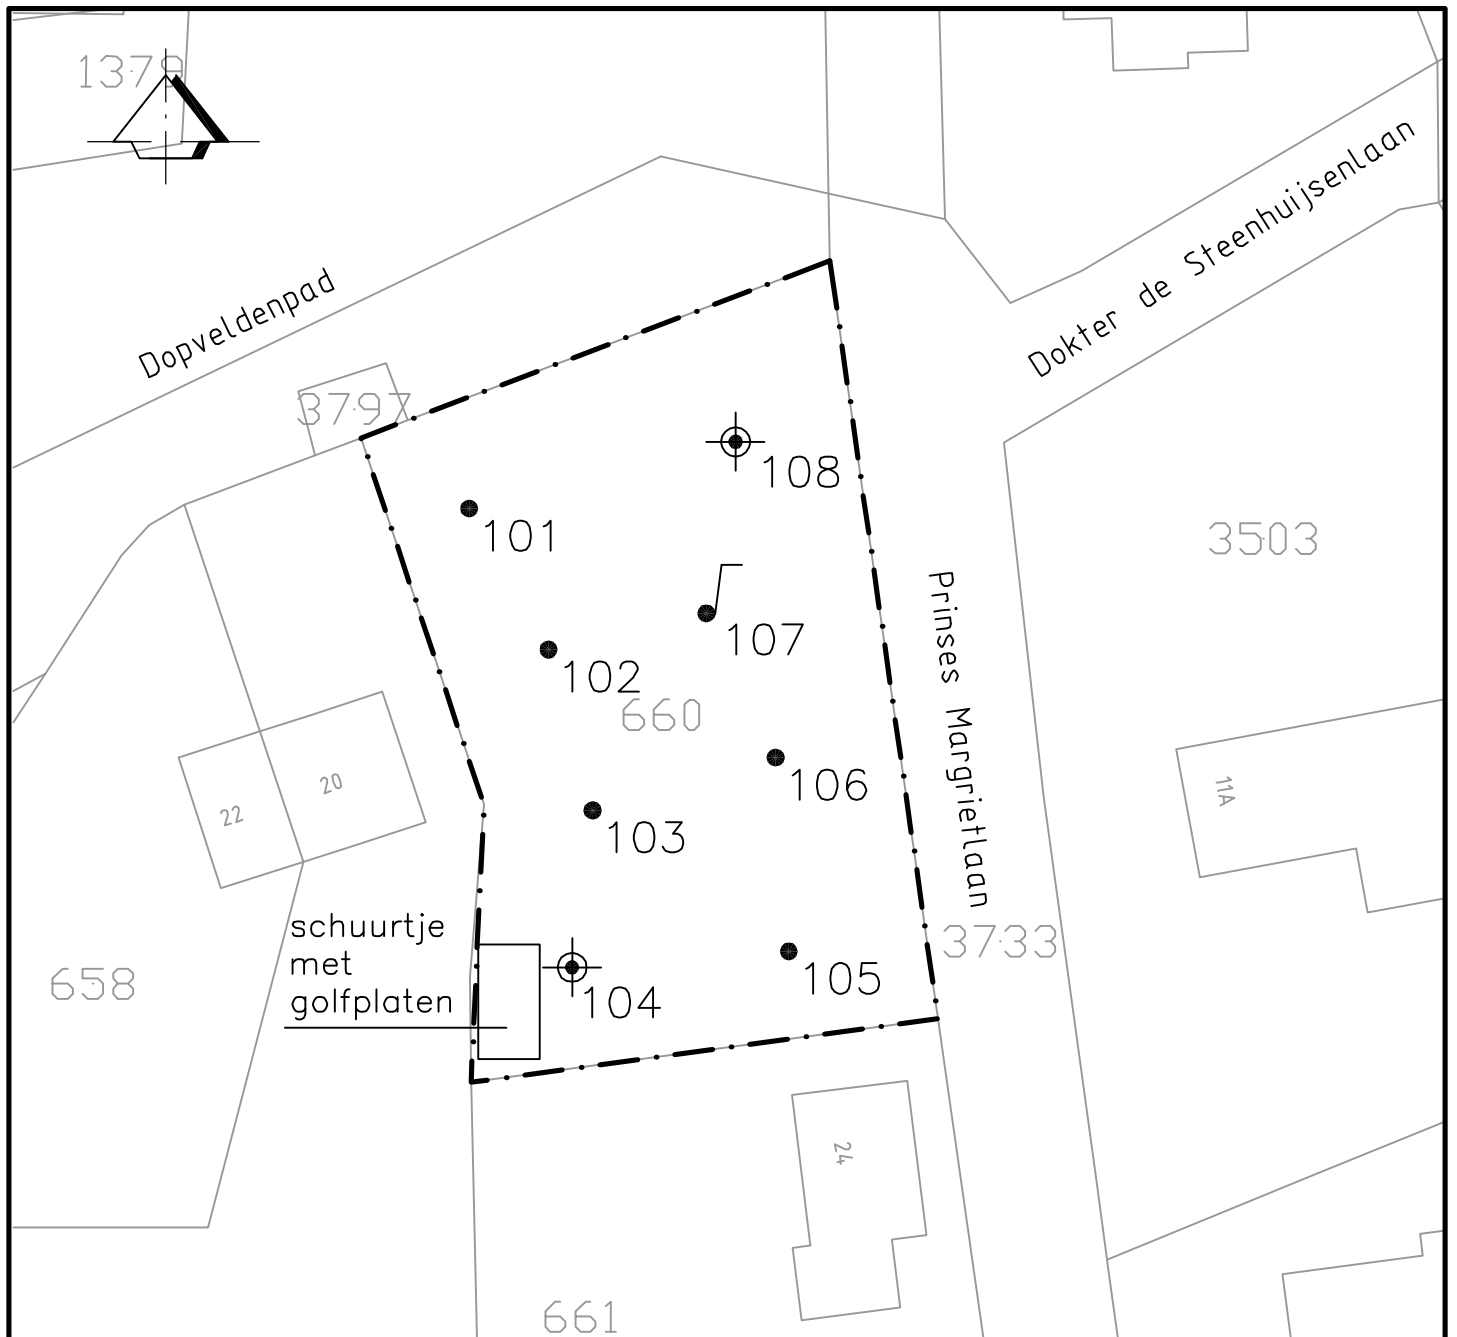 1379
Dokter de Steenhuijsenlaan
Dopveldenpad
3797
108
101
3503
107
102
660
Prinses Margrietlaan
106
20
22
11A
103
schuurtje
met
golfplaten
3733
105
658
104
24
661